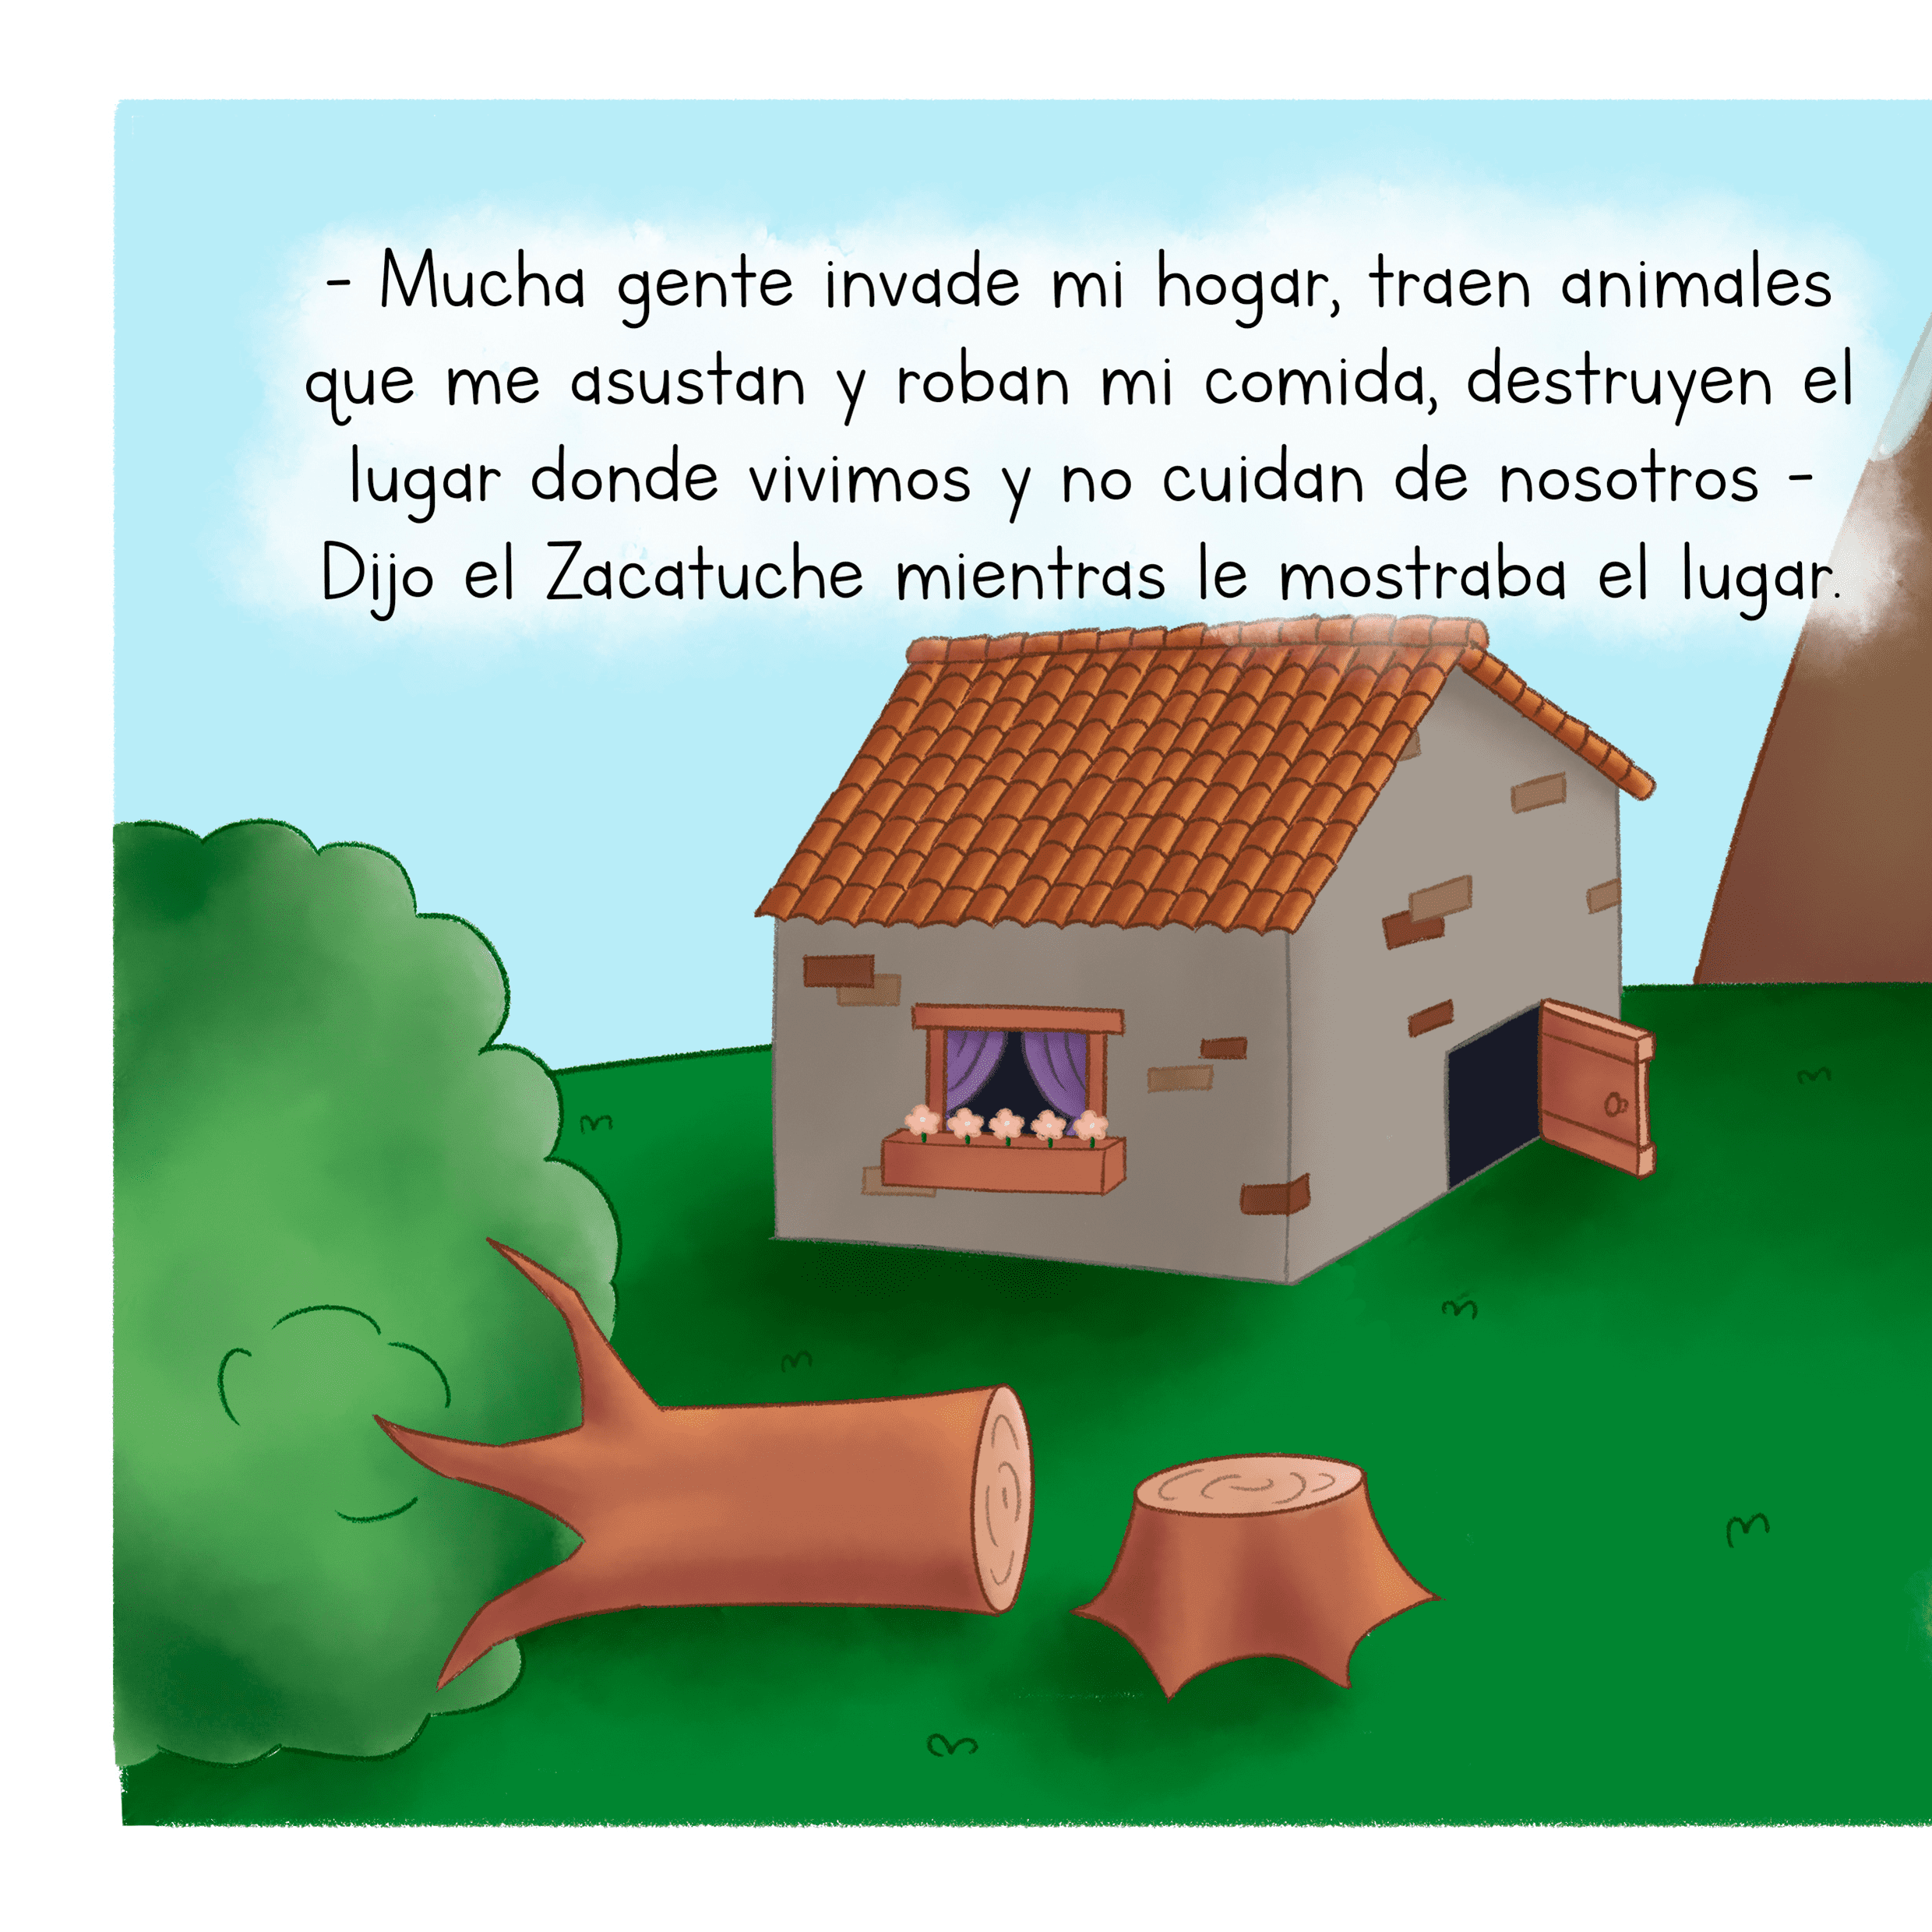 - Mucha gente invade mi hogar, traen animales
que me asustan y roban mi comida, destruyen el
lugar donde vivimos y no cuidan de nosotros -
Dijo el Zacatuche mientras le mostraba el lugar.